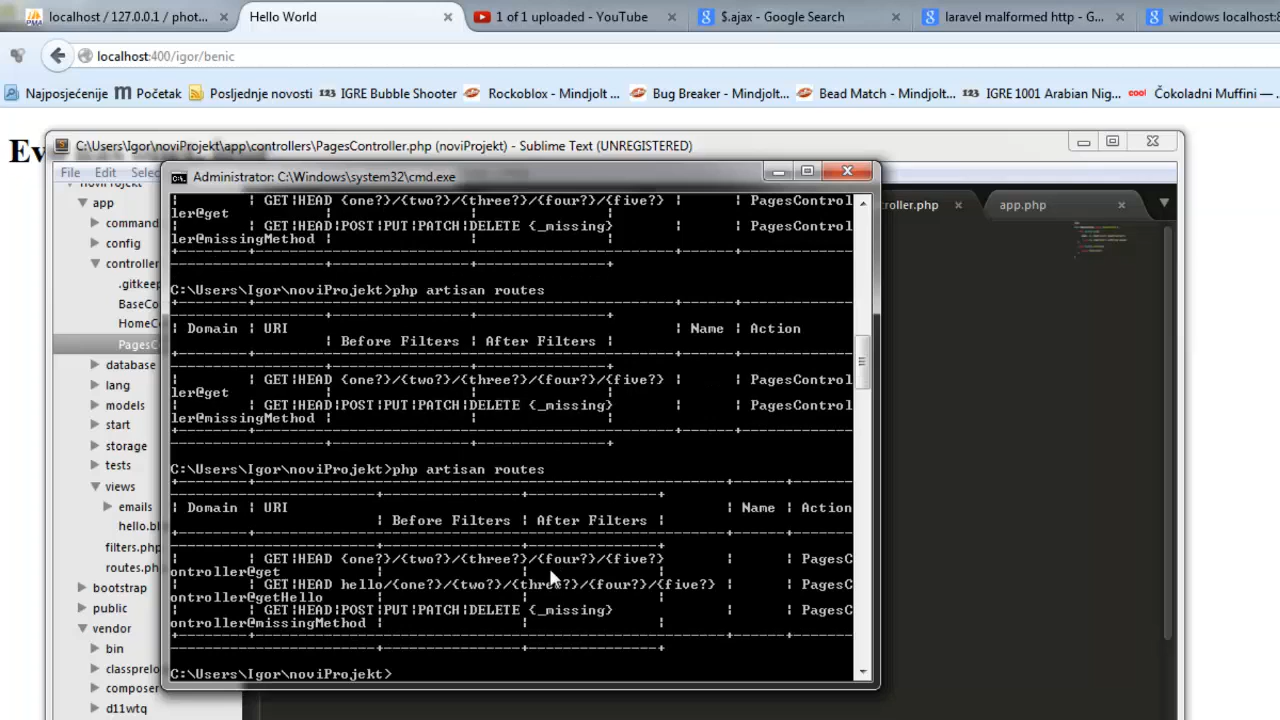 localhost / 127.0.0.1 / phot...
Hello World
1 of 1 uploaded - YouTube
$.ajax - Google Search
laravel malformed http - G...
windows localhost:8
localhost:400/igor/benic
Najposjećenije
Početak
Posljednje novosti
123 IGRE Bubble Shooter
Rockoblox - Mindjolt...
Bug Breaker - Mindjolt...
Bead Match - Mindjolt...
123 IGRE 1001 Arabian Nig...
cool Čokoladni Muffini —...
Ev
C:\Users\Igor\noviProjekt\app\controllers\PagesController.php (noviProjekt) - Sublime Text (UNREGISTERED)
File Edit Selec
noviProjekt
app
command
config
controller
.gitkeep
BaseCo
HomeC
PagesC
database
lang
models
start
storage
tests
views
emails
hello.bl
filters.php
routes.php
bootstrap
public
vendor
bin
classprelo
composer
d11wtq
troller.php
app.php
Administrator: C:\Windows\system32\cmd.exe
| | GET|HEAD {one?}/{two?}/{three?}/{four?}/{five?} | | PagesControl
ler@get | | |
| | GET|HEAD|POST|PUT|PATCH|DELETE {_missing} | | PagesControl
ler@missingMethod | | |
C:\Users\Igor\noviProjekt>php artisan routes
| Domain | URI | Name | Action
| Before Filters | After Filters |
| | GET|HEAD {one?}/{two?}/{three?}/{four?}/{five?} | | PagesControl
ler@get | | |
| | GET|HEAD|POST|PUT|PATCH|DELETE {_missing} | | PagesControl
ler@missingMethod | | |
C:\Users\Igor\noviProjekt>php artisan routes
| Domain | URI | Name | Action
| Before Filters | After Filters |
| | GET|HEAD {one?}/{two?}/{three?}/{four?}/{five?} | | PagesC
ontroller@get | | |
| | GET|HEAD hello/{one?}/{two?}/{three?}/{four?}/{five?} | | PagesC
ontroller@getHello | | |
| | GET|HEAD|POST|PUT|PATCH|DELETE {_missing} | | PagesC
ontroller@missingMethod | | |
C:\Users\Igor\noviProjekt>